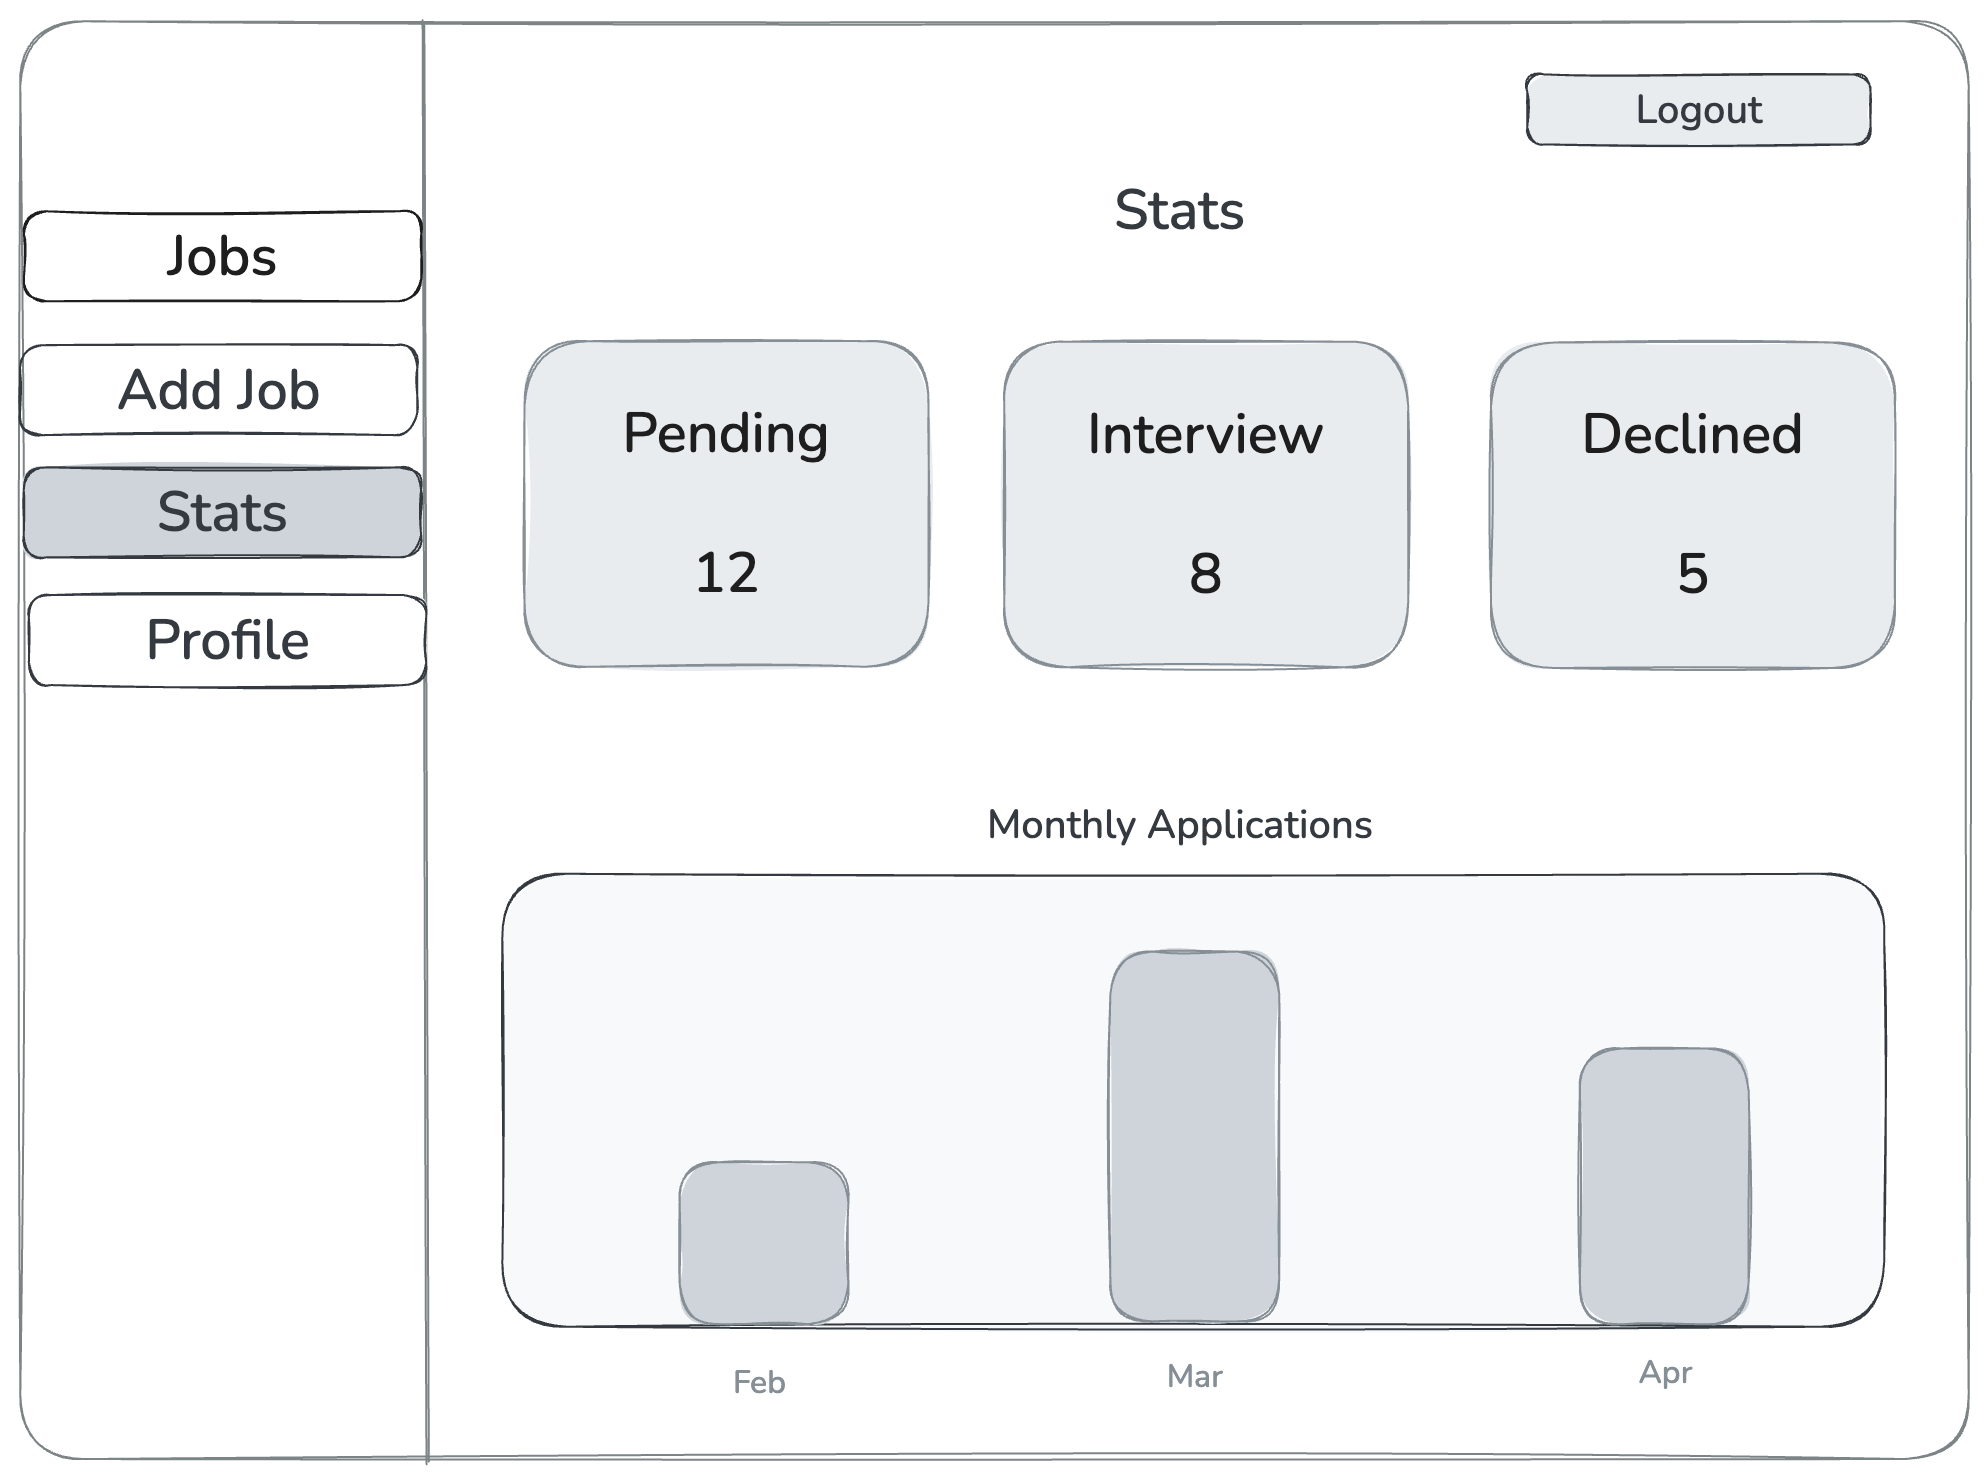 Logout
Stats
Jobs
Add Job
Stats
Profile
Pending
Interview
Declined
12
8
5
Monthly Applications
Feb
Mar
Apr